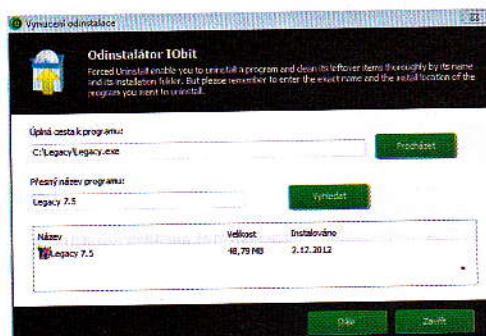 Vynucení odinstalace
Odinstalátor IObit
Forced Uninstall enable you to uninstall a program and clean its leftover items thoroughly by its name
and its installation folder. But please remember to enter the exact name and the install location of the
program you want to uninstall.
Úplná cesta k programu:
C:\Legacy\Legacy.exe
Procházet
Přesný název programu:
Legacy 7.5
Vyhledat
Název Velikost Instalováno
Legacy 7.5 48,79 MB 2.12.2012
Dále Zavřít